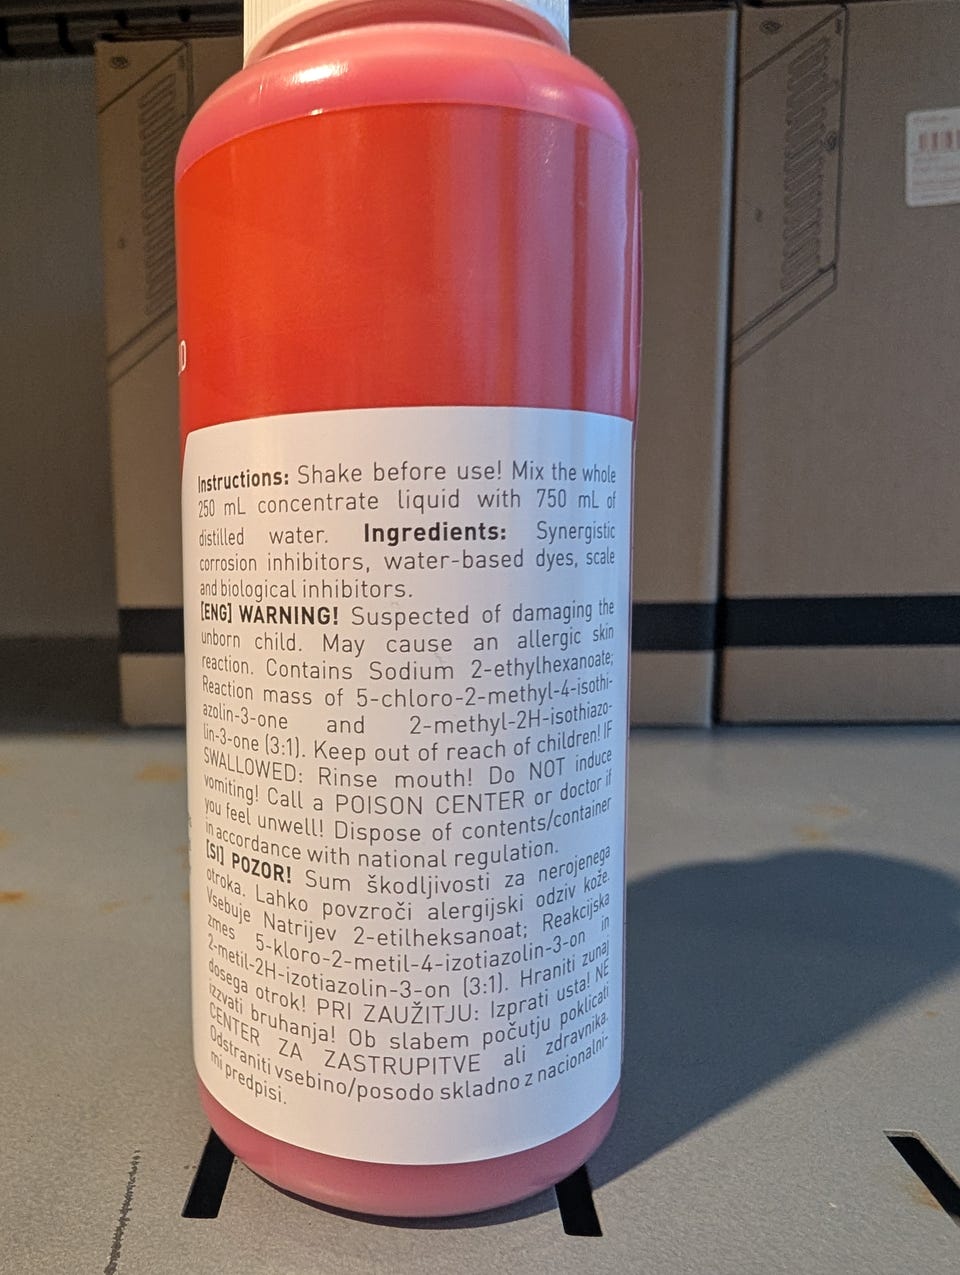 Instructions: Shake before use! Mix the whole
250 mL concentrate liquid with 750 mL of
distilled water. Ingredients: Synergistic
corrosion inhibitors, water-based dyes, scale
and biological inhibitors.
[ENG] WARNING! Suspected of damaging the
unborn child. May cause an allergic skin
reaction. Contains Sodium 2-ethylhexanoate;
Reaction mass of 5-chloro-2-methyl-4-isothi-
azolin-3-one and 2-methyl-2H-isothiazo-
lin-3-one (3:1). Keep out of reach of children! IF
SWALLOWED: Rinse mouth! Do NOT induce
vomiting! Call a POISON CENTER or doctor if
you feel unwell! Dispose of contents/container
in accordance with national regulation.
[SI] POZOR! Sum škodljivosti za nerojenega
otroka. Lahko povzroči alergijski odziv kože.
Vsebuje Natrijev 2-etilheksanoat; Reakcijska
zmes 5-kloro-2-metil-4-izotiazolin-3-on in
2-metil-2H-izotiazolin-3-on (3:1). Hraniti zunaj
dosega otrok! PRI ZAUŽITJU: Izprati usta! NE
izzvati bruhanja! Ob slabem počutju poklicati
CENTER ZA ZASTRUPITVE ali zdravnika.
Odstraniti vsebino/posodo skladno z nacionalni-
mi predpisi.